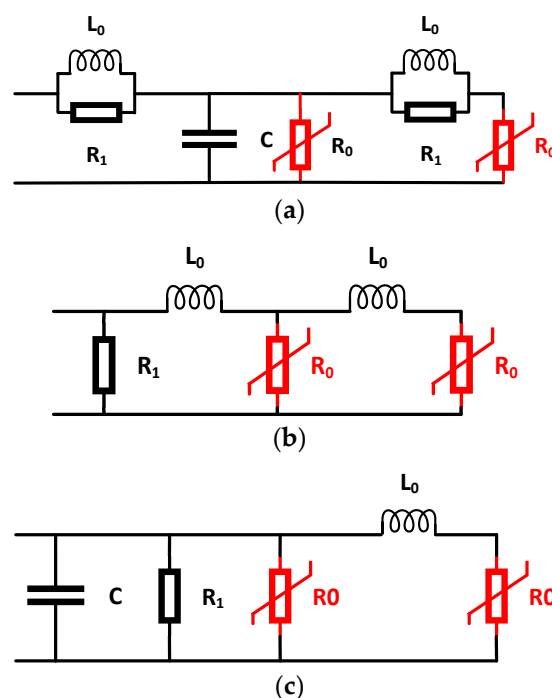 L₀ L₀
C R₀ R₀
R₁ R₁
(a)
L₀ L₀
R₁ R₀ R₀
(b)
L₀
C R₁ R0 R0
(c)